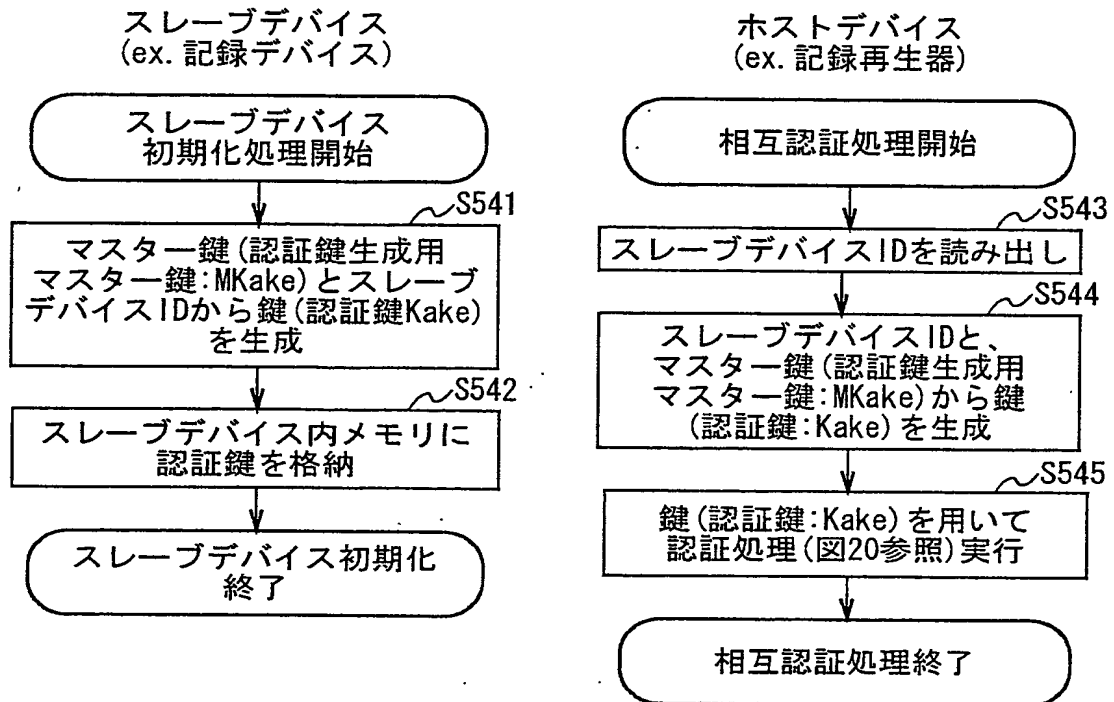 スレーブデバイス
(ex. 記録デバイス)
スレーブデバイス
初期化処理開始
S541
マスター鍵(認証鍵生成用
マスター鍵:MKake)とスレーブ
デバイスIDから鍵(認証鍵Kake)
を生成
S542
スレーブデバイス内メモリに
認証鍵を格納
スレーブデバイス初期化
終了
ホストデバイス
(ex. 記録再生器)
相互認証処理開始
S543
スレーブデバイスIDを読み出し
S544
スレーブデバイスIDと、
マスター鍵(認証鍵生成用
マスター鍵:MKake)から鍵
(認証鍵:Kake)を生成
S545
鍵(認証鍵:Kake)を用いて
認証処理(図20参照)実行
相互認証処理終了